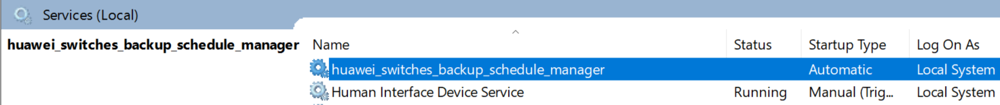 Services (Local)
huawei_switches_backup_schedule_manager
Name Status Startup Type Log On As
huawei_switches_backup_schedule_manager Automatic Local System
Human Interface Device Service Running Manual (Trig... Local System